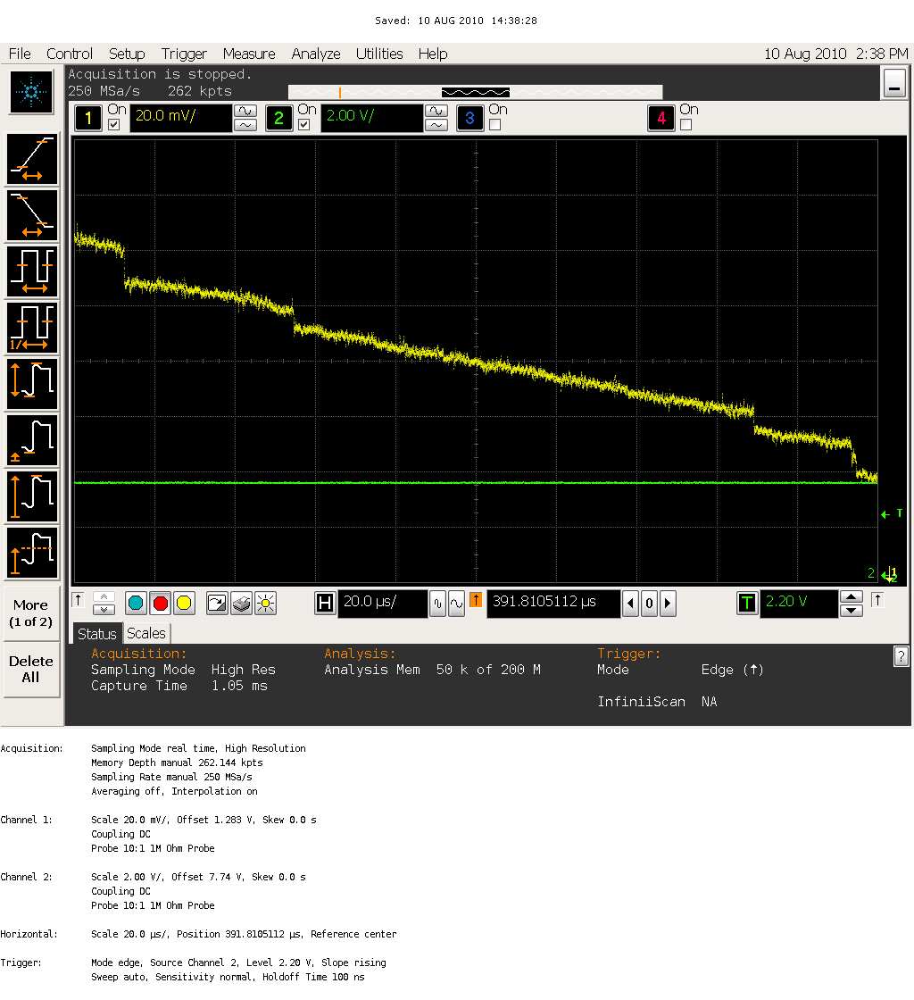 Saved: 10 AUG 2010 14:38:28
File Control Setup Trigger Measure Analyze Utilities Help 10 Aug 2010 2:38 PM
Acquisition is stopped.
250 MSa/s 262 kpts
1 On 20.0 mV/ 2 On 2.00 V/ 3 On 4 On
T
2 1
2
H 20.0 µs/ 391.8105112 µs 0 T 2.20 V
1/
More
(1 of 2)
Delete
All
Status Scales
?
Acquisition: Analysis: Trigger:
Sampling Mode High Res Analysis Mem 50 k of 200 M Mode Edge (↑)
Capture Time 1.05 ms
InfiniiScan NA
Acquisition: Sampling Mode real time, High Resolution
Memory Depth manual 262.144 kpts
Sampling Rate manual 250 MSa/s
Averaging off, Interpolation on
Channel 1: Scale 20.0 mV/, Offset 1.283 V, Skew 0.0 s
Coupling DC
Probe 10:1 1M Ohm Probe
Channel 2: Scale 2.00 V/, Offset 7.74 V, Skew 0.0 s
Coupling DC
Probe 10:1 1M Ohm Probe
Horizontal: Scale 20.0 µs/, Position 391.8105112 µs, Reference center
Trigger: Mode edge, Source Channel 2, Level 2.20 V, Slope rising
Sweep auto, Sensitivity normal, Holdoff Time 100 ns